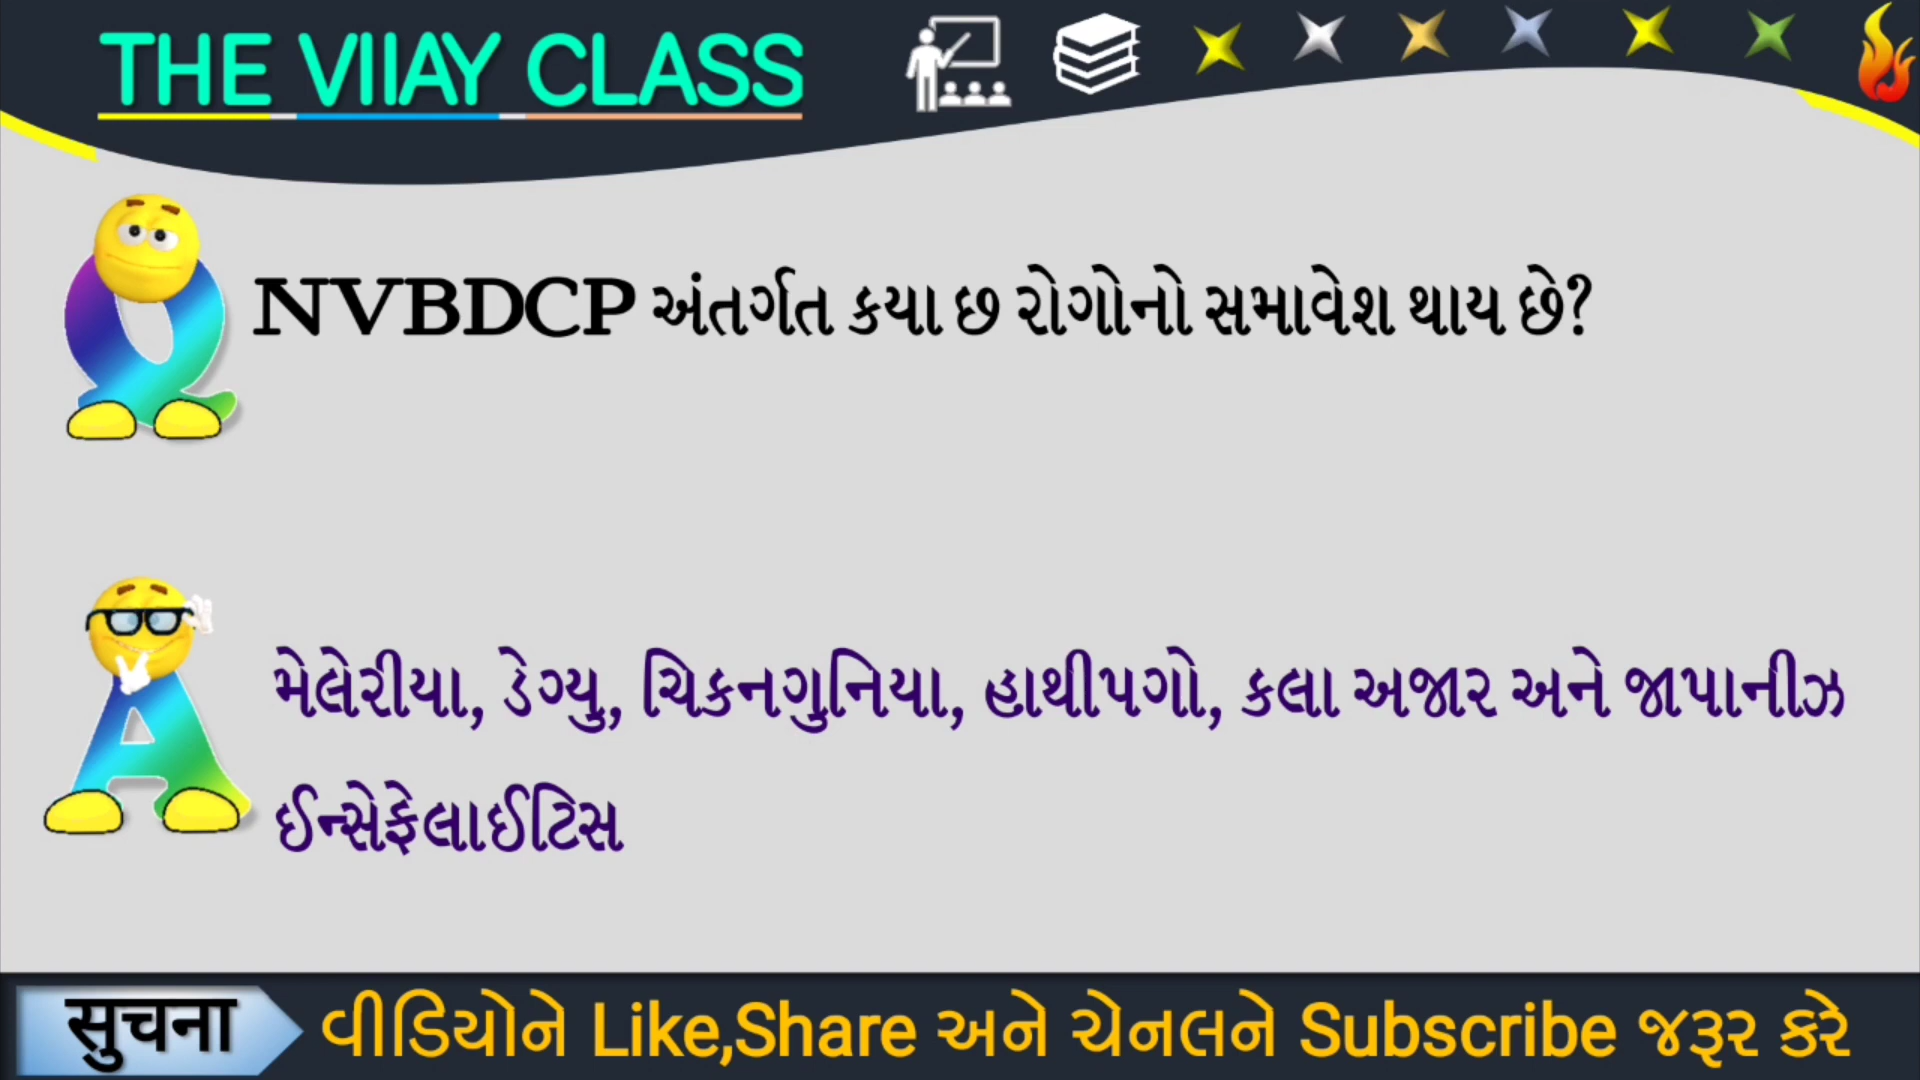 THE VIIAY CLASS
NVBDCP અંતર્ગત કયા છ રોગોનો સમાવેશ થાય છે?
મેલેરીયા, ડેગ્યુ, ચિકનગુનિયા, હાથીપગો, કલા અજાર અને જાપાનીઝ
ઈન્સેફેલાઈટિસ
सुचना
વીડિયોને Like,Share અને ચેનલને Subscribe જરૂર કરે